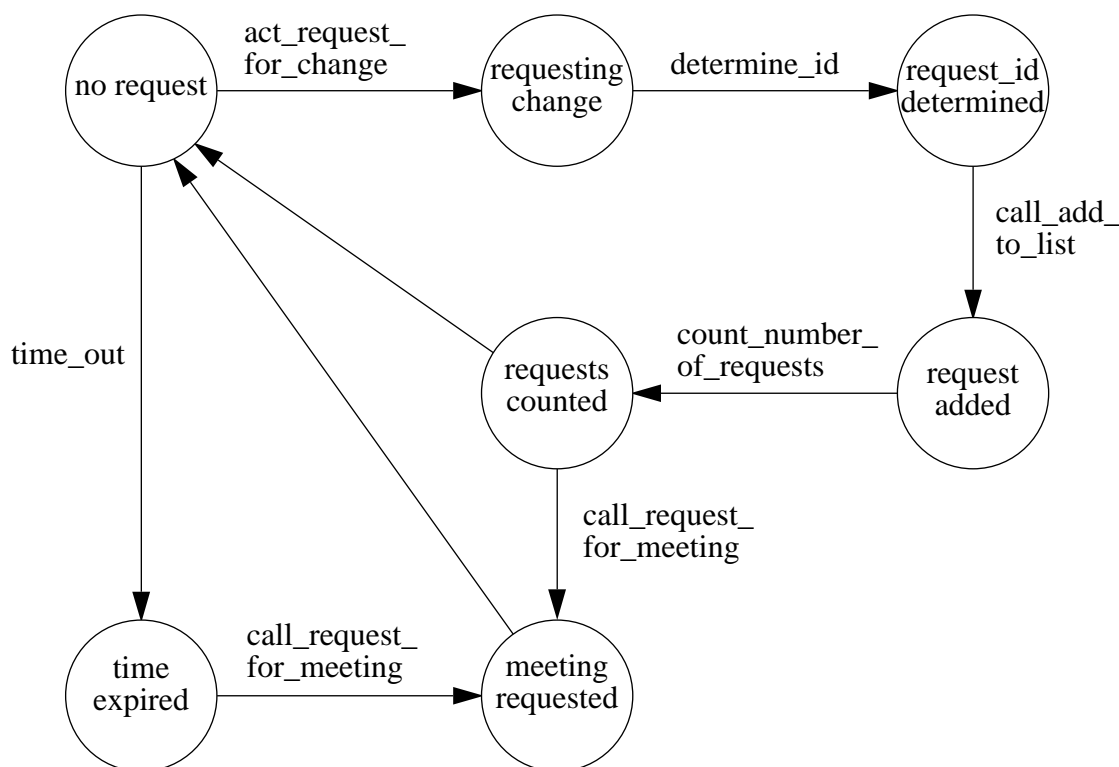 no request
act_request_
for_change
requesting
change
determine_id
request_id
determined
call_add_
to_list
time_out
requests
counted
count_number_
of_requests
request
added
call_request_
for_meeting
time
expired
call_request_
for_meeting
meeting
requested